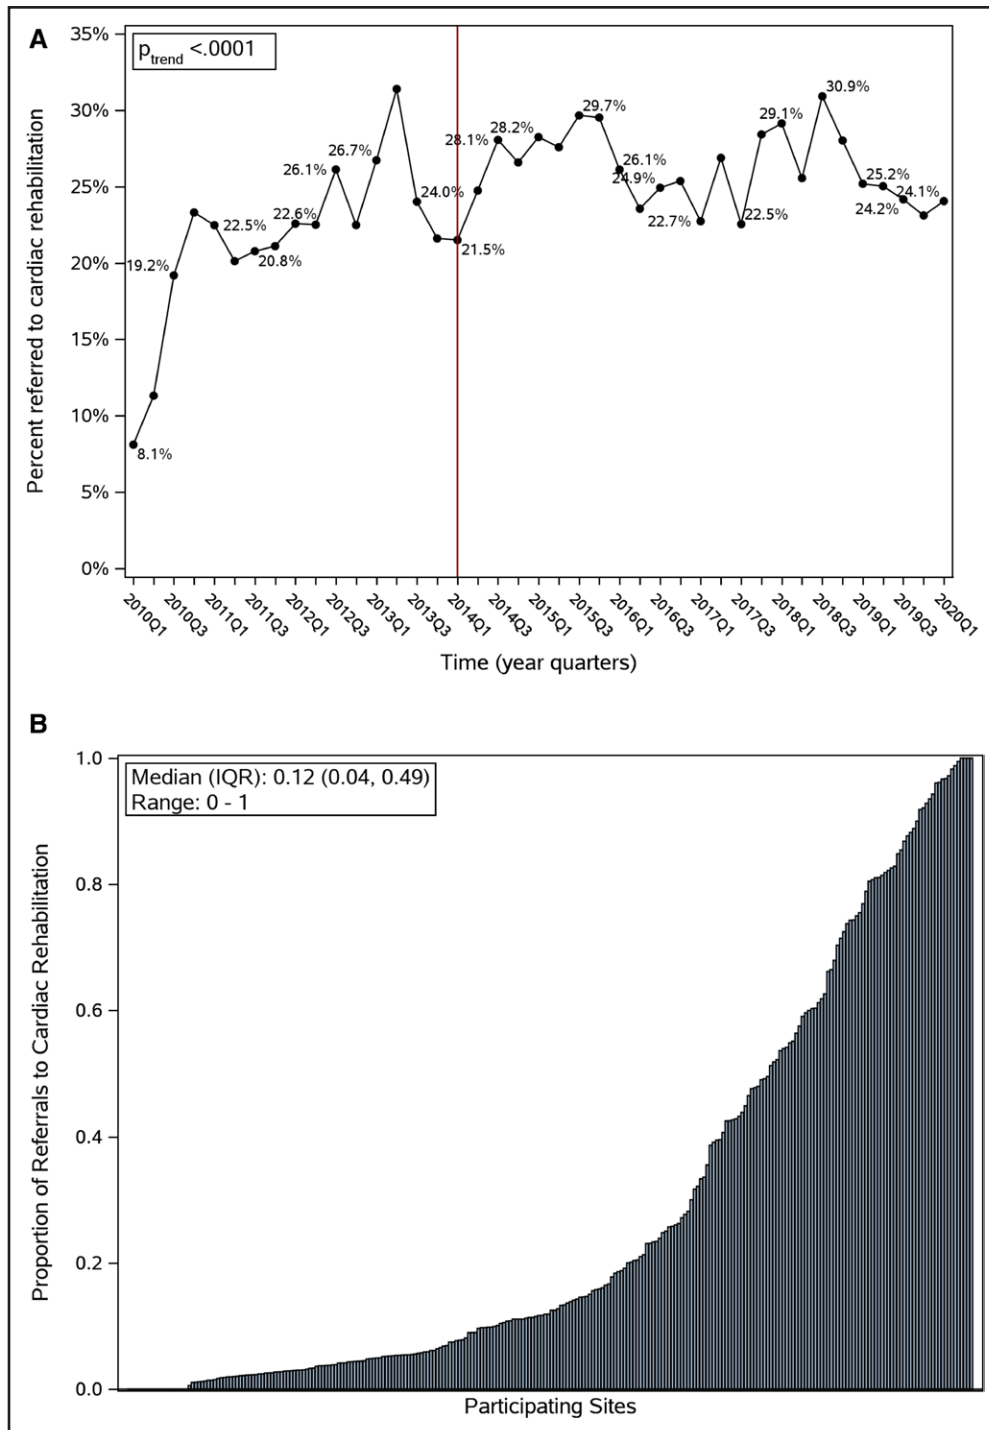 A
p trend <.0001
Percent referred to cardiac rehabilitation
35%
30%
25%
20%
15%
10%
5%
0%
8.1%
19.2%
22.5%
20.8%
22.6%
26.1%
26.7%
24.0%
21.5%
28.1%
28.2%
29.7%
26.1%
24.9%
22.7%
22.5%
29.1%
30.9%
25.2%
24.2%
24.1%
2010Q1
2010Q3
2011Q1
2011Q3
2012Q1
2012Q3
2013Q1
2013Q3
2014Q1
2014Q3
2015Q1
2015Q3
2016Q1
2016Q3
2017Q1
2017Q3
2018Q1
2018Q3
2019Q1
2019Q3
2020Q1
Time (year quarters)
B
Median (IQR): 0.12 (0.04, 0.49)
Range: 0 - 1
Proportion of Referrals to Cardiac Rehabilitation
1.0
0.8
0.6
0.4
0.2
0.0
Participating Sites